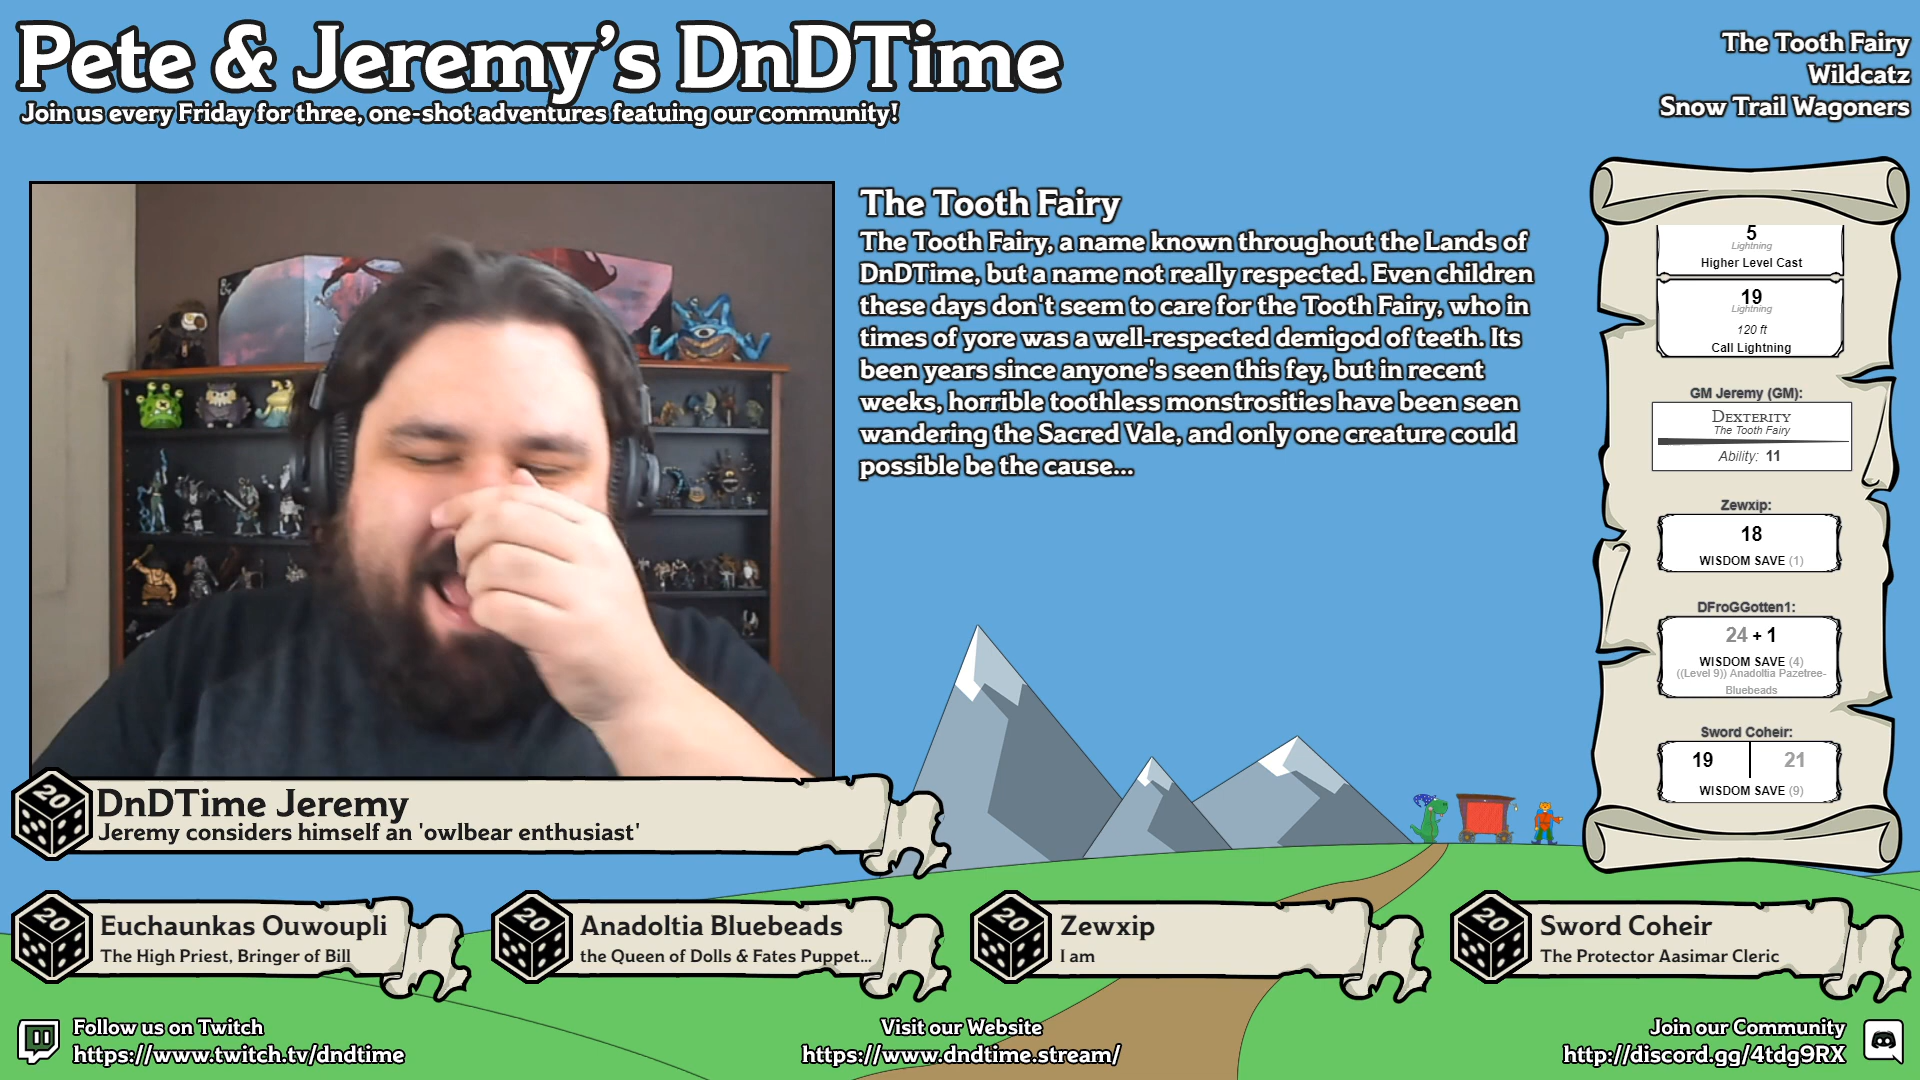 Pete & Jeremy's DnDTime
Join us every Friday for three, one-shot adventures featuing our community!
The Tooth Fairy
Wildcatz
Snow Trail Wagoners
The Tooth Fairy
The Tooth Fairy, a name known throughout the Lands of
DnDTime, but a name not really respected. Even children
these days don't seem to care for the Tooth Fairy, who in
times of yore was a well-respected demigod of teeth. Its
been years since anyone's seen this fey, but in recent
weeks, horrible toothless monstrosities have been seen
wandering the Sacred Vale, and only one creature could
possible be the cause...
5
Lightning
Higher Level Cast
19
Lightning
120 ft
Call Lightning
GM Jeremy (GM):
DEXTERITY
The Tooth Fairy
Ability: 11
Zewxip:
18
WISDOM SAVE (1)
DFroGGotten1:
24 + 1
WISDOM SAVE (4)
((Level 9)) Anadoltia Pazetree-
Bluebeads
Sword Coheir:
19 21
WISDOM SAVE (9)
20
DnDTime Jeremy
Jeremy considers himself an 'owlbear enthusiast'
20
Euchaunkas Ouwoupli
The High Priest, Bringer of Bill
20
Anadoltia Bluebeads
the Queen of Dolls & Fates Puppet...
20
Zewxip
I am
20
Sword Coheir
The Protector Aasimar Cleric
Follow us on Twitch
https://www.twitch.tv/dndtime
Visit our Website
https://www.dndtime.stream/
Join our Community
http://discord.gg/4tdg9RX